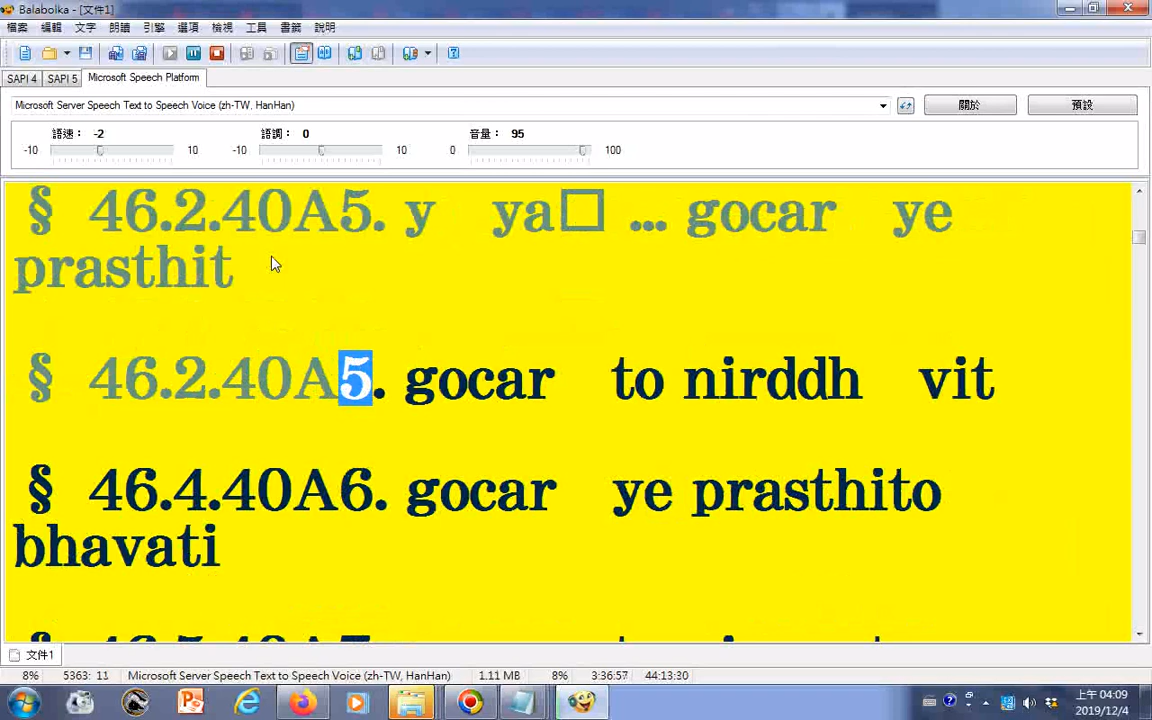 Balabolka - [文件1]
檔案 編輯 文字 朗讀 引擎 選項 檢視 工具 書籤 說明
SAPI 4 SAPI 5 Microsoft Speech Platform
Microsoft Server Speech Text to Speech Voice (zh-TW, HanHan)
關於 預設
語速： -2 語調： 0 音量： 95
-10 10 -10 10 0 100
§ 46.2.40A5. y ya□ ... gocar ye
prasthit
§ 46.2.40A5. gocar to nirddh vit
§ 46.4.40A6. gocar ye prasthito
bhavati
文件1
8% 5363: 11 Microsoft Server Speech Text to Speech Voice (zh-TW, HanHan) 1.11 MB 8% 3:36:57 44:13:30
上午 04:09
2019/12/4